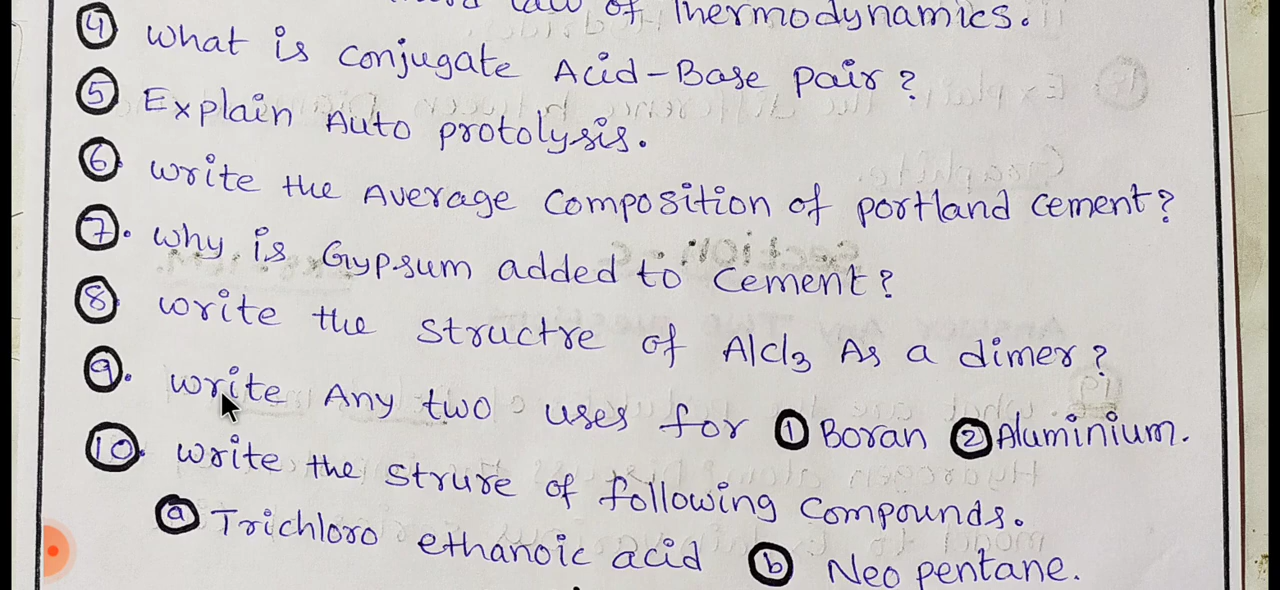 law of Thermodynamics.
④ What is Conjugate Acid-Base Pair?
⑤ Explain Auto protolysis.
⑥ Write the Average Composition of Portland Cement?
⑦. Why is Gypsum added to Cement?
⑧ Write the Structre of AlCl3 As a dimer?
⑨. Write Any two uses for ① Boran ② Aluminium.
⑩. Write the Strure of following Compounds.
ⓐ Trichloro ethanoic acid ⓑ Neo pentane.